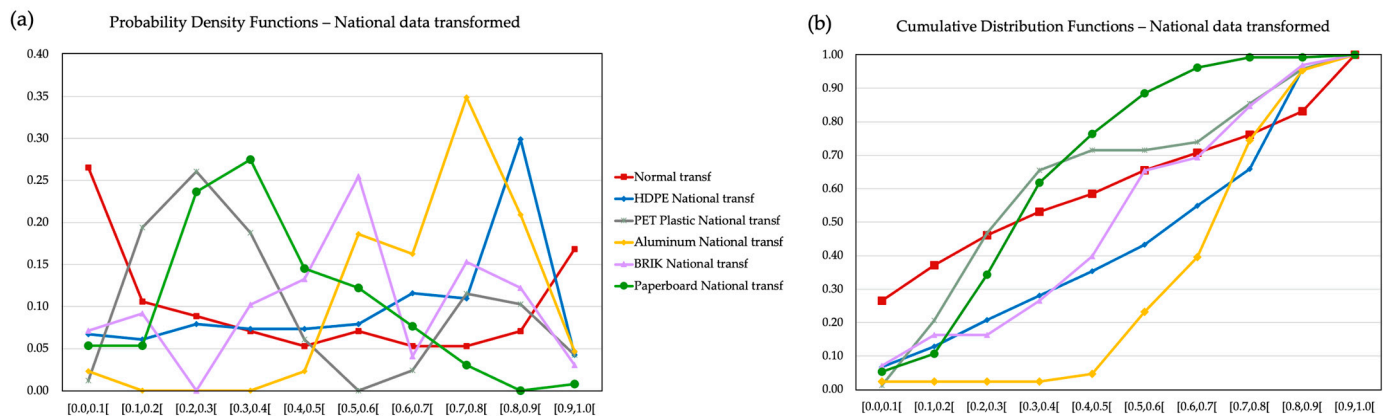 (a)
Probability Density Functions – National data transformed
0.40
0.35
0.30
0.25
0.20
0.15
0.10
0.05
0.00
[0.0,0.1[ [0.1,0.2[ [0.2,0.3[ [0.3,0.4[ [0.4,0.5[ [0.5,0.6[ [0.6,0.7[ [0.7,0.8[ [0.8,0.9[ [0.9,1.0[
Normal transf
HDPE National transf
PET Plastic National transf
Aluminum National transf
BRIK National transf
Paperboard National transf
(b)
Cumulative Distribution Functions – National data transformed
1.00
0.90
0.80
0.70
0.60
0.50
0.40
0.30
0.20
0.10
0.00
[0.0,0.1[ [0.1,0.2[ [0.2,0.3[ [0.3,0.4[ [0.4,0.5[ [0.5,0.6[ [0.6,0.7[ [0.7,0.8[ [0.8,0.9[ [0.9,1.0[